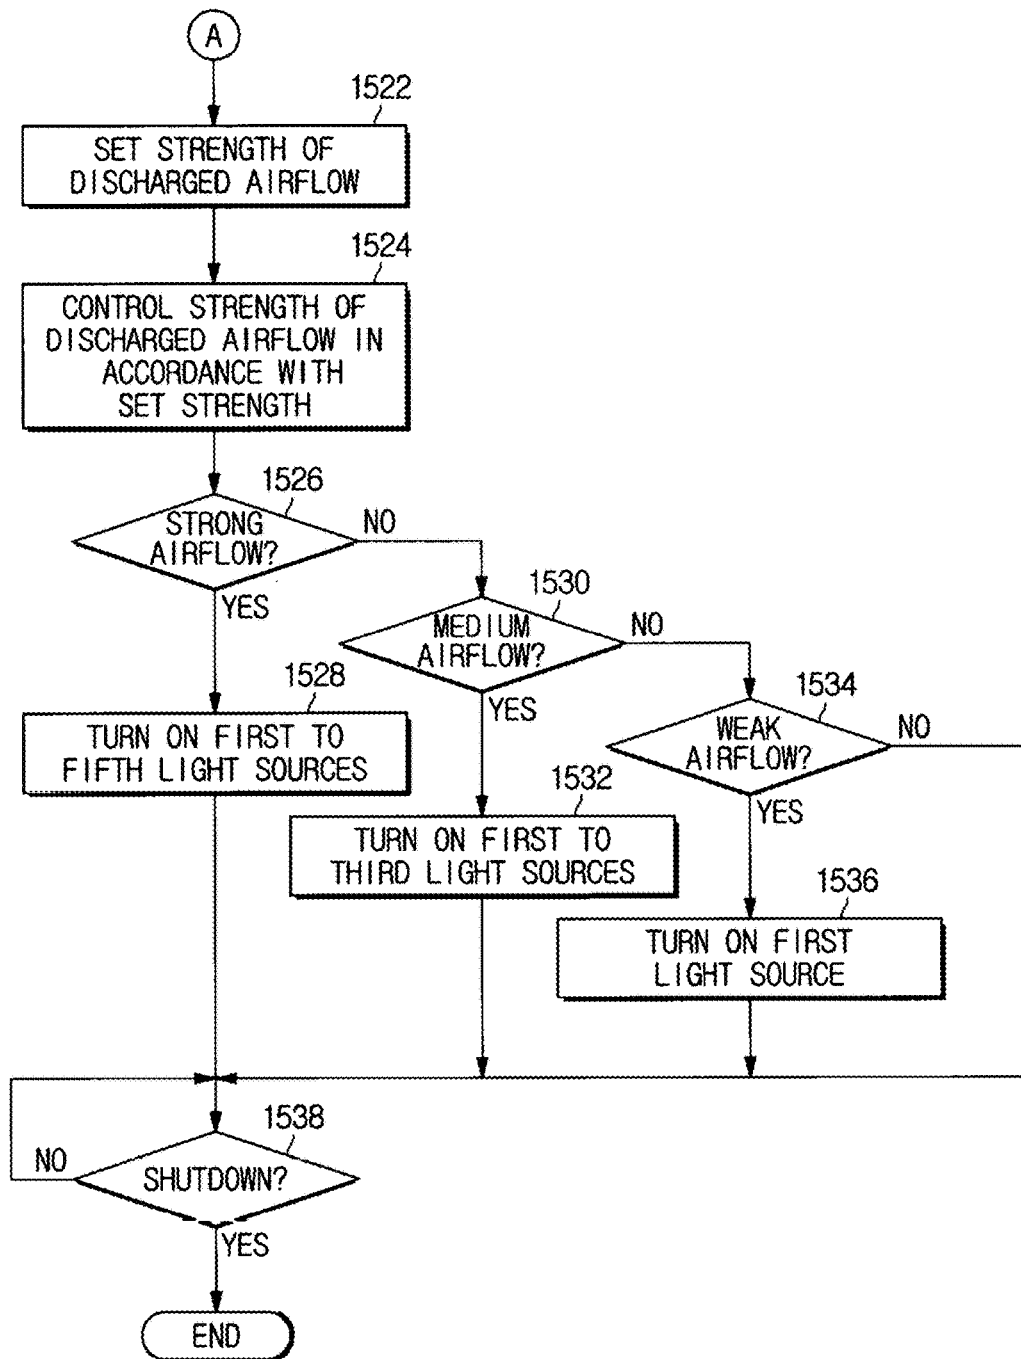 A
1522
SET STRENGTH OF
DISCHARGED AIRFLOW
1524
CONTROL STRENGTH OF
DISCHARGED AIRFLOW IN
ACCORDANCE WITH
SET STRENGTH
1526
STRONG
AIRFLOW?
NO
YES
1530
MEDIUM
AIRFLOW?
NO
YES
1528
TURN ON FIRST TO
FIFTH LIGHT SOURCES
1534
WEAK
AIRFLOW?
NO
YES
1532
TURN ON FIRST TO
THIRD LIGHT SOURCES
1536
TURN ON FIRST
LIGHT SOURCE
1538
SHUTDOWN?
NO
YES
END